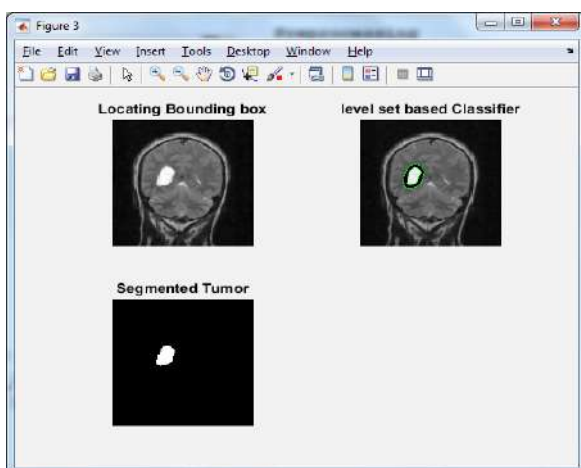 Figure 3
File Edit View Insert Tools Desktop Window Help
Locating Bounding box
level set based Classifier
Segmented Tumor